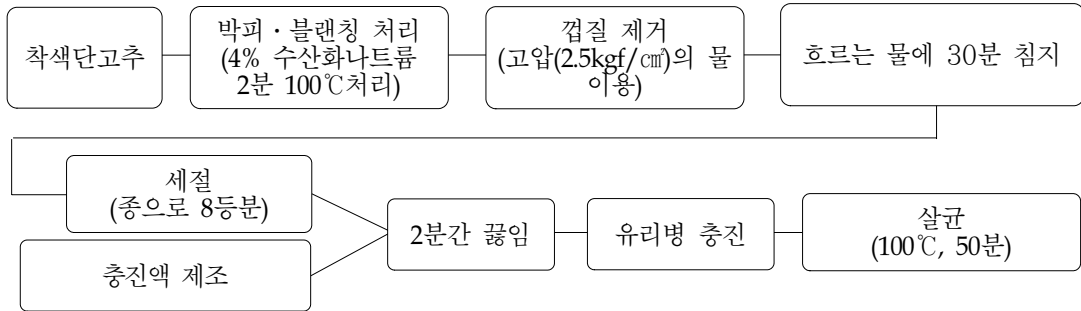 착색단고추
박피·블랜칭 처리
(4% 수산화나트륨
2분 100℃처리)
껍질 제거
(고압(2.5kgf/㎠)의 물
이용)
흐르는 물에 30분 침지
세절
(종으로 8등분)
충진액 제조
2분간 끓임
유리병 충진
살균
(100℃, 50분)